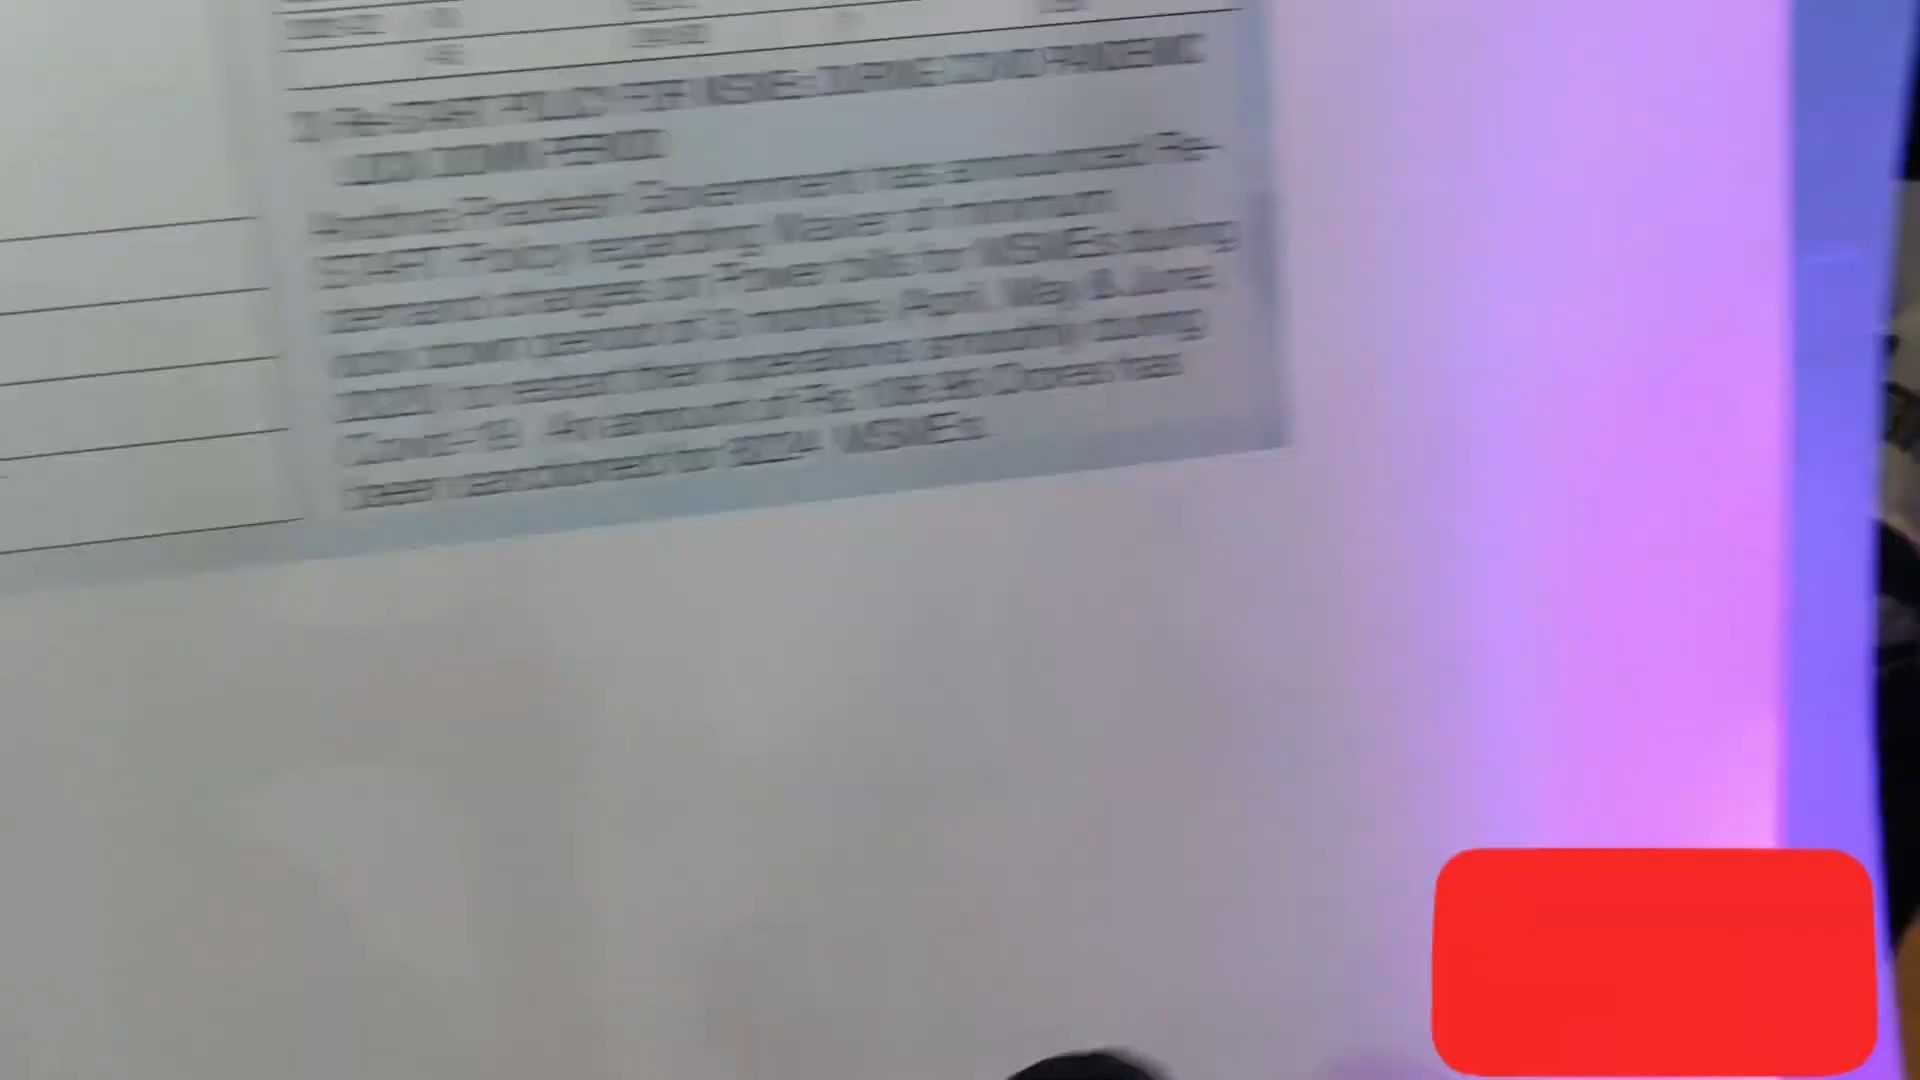 Re-START POLICY FOR MSMEs DURING COVID PANDEMIC
LOCK DOWN PERIOD
Andhra Pradesh Government has announced Re-
START Policy regarding Waiver of minimum
demand charges on Power bills for MSMEs during
lock down period of 3 months April, May & June
2020 to restart their operations smoothly during
Covid-19. An amount of Rs. Crores has
been sanctioned to MSMEs.